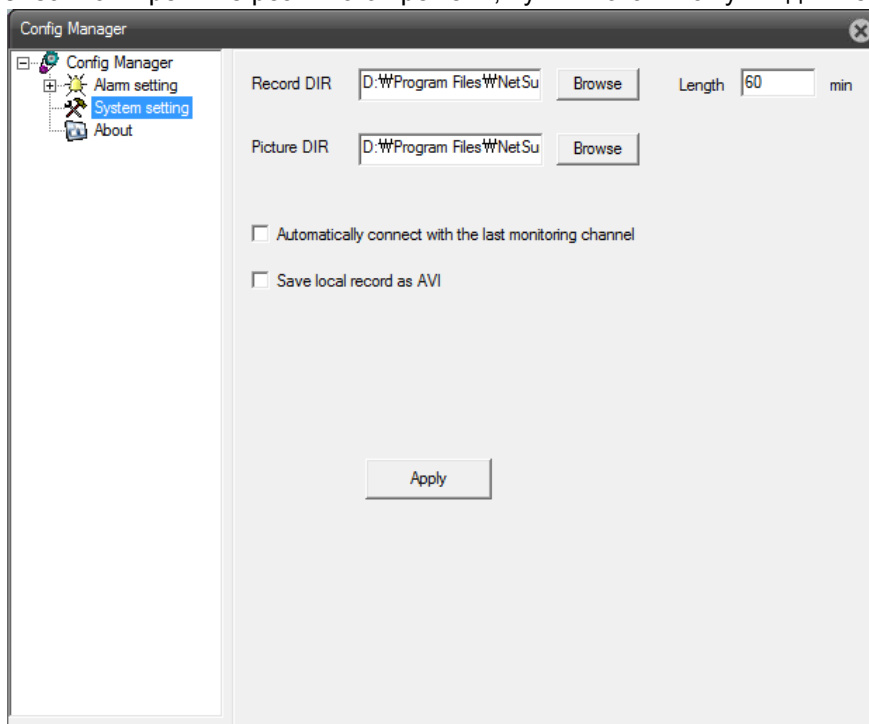 Config Manager
Config Manager
Alarm setting
System setting
About
Record DIR D:₩Program Files₩NetSu Browse Length 60 min
Picture DIR D:₩Program Files₩NetSu Browse
Automatically connect with the last monitoring channel
Save local record as AVI
Apply